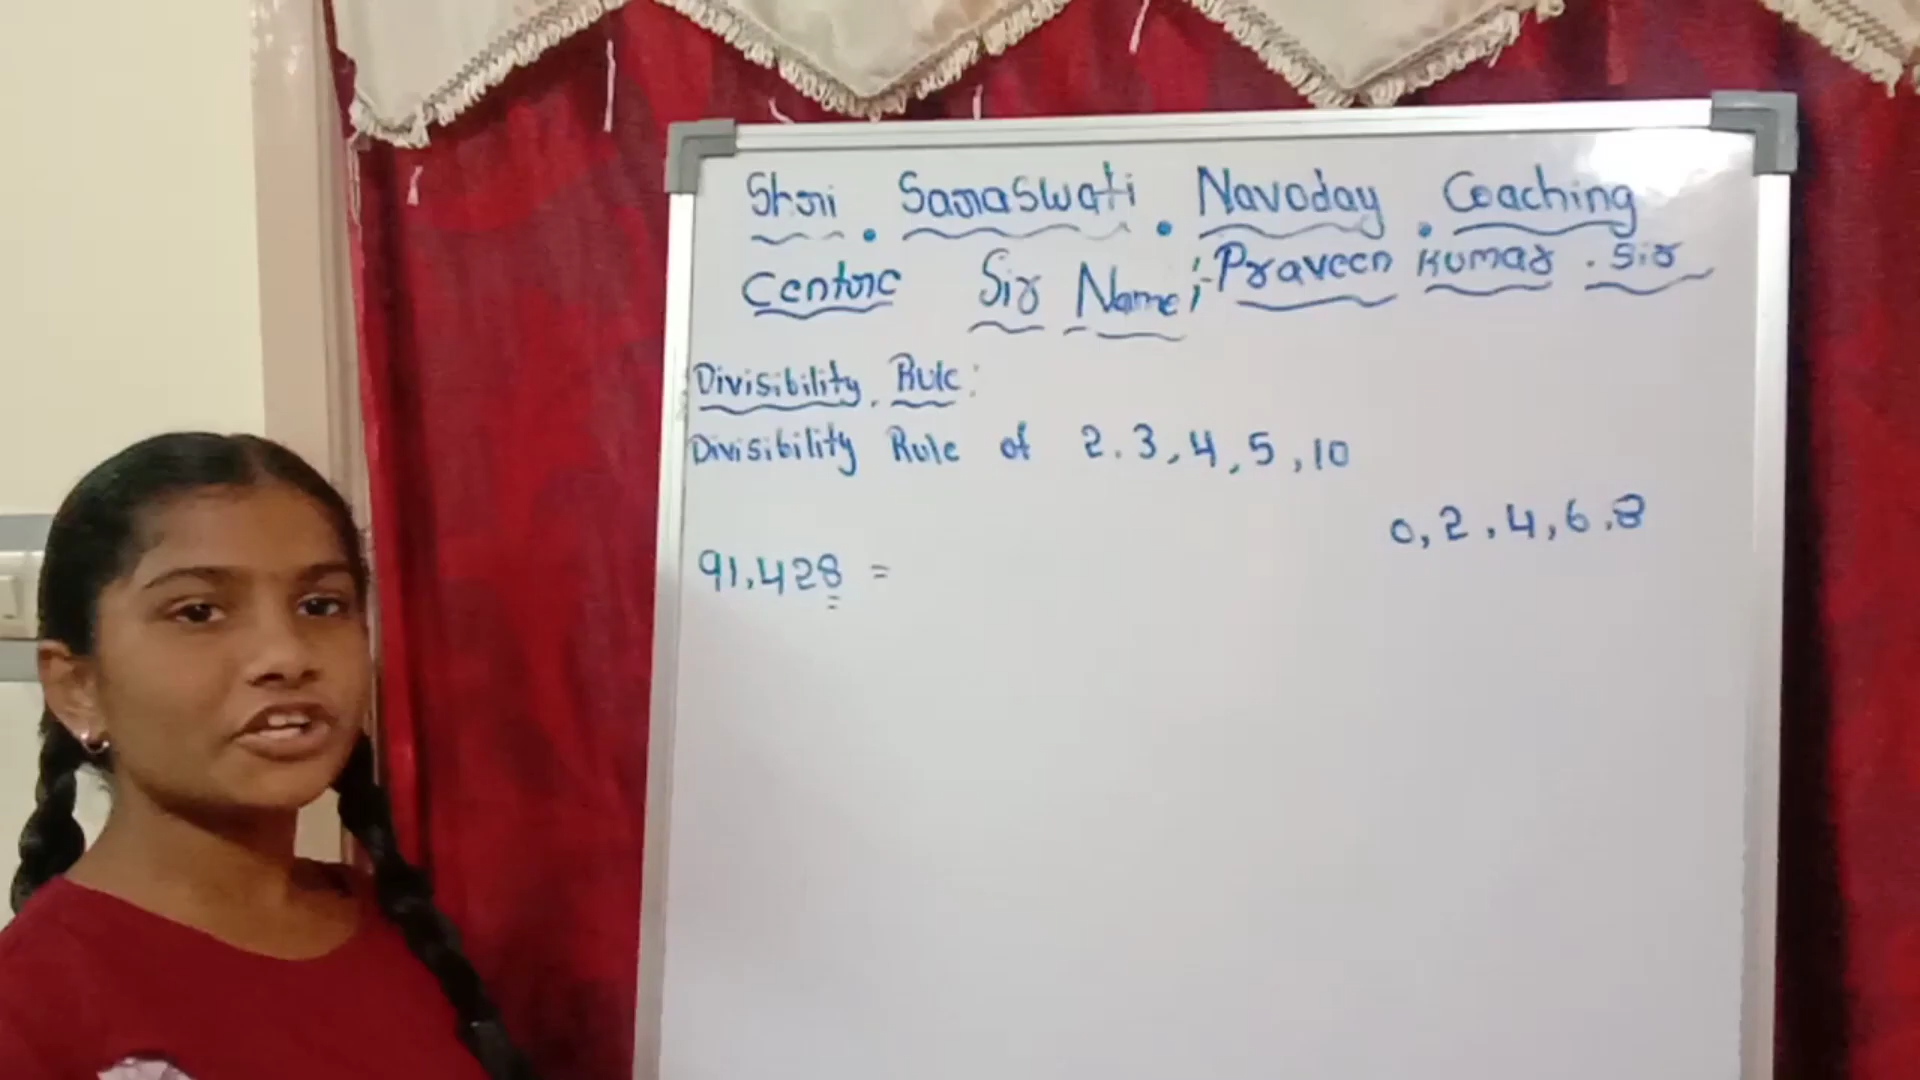 Shri . Saraswati . Navoday . Coaching
Centre Sir Name :- Praveen Kumar . Sir
Divisibility . Rule :
Divisibility Rule of 2 . 3 , 4 , 5 , 10
0 , 2 . 4 , 6 . 8
91,428 =